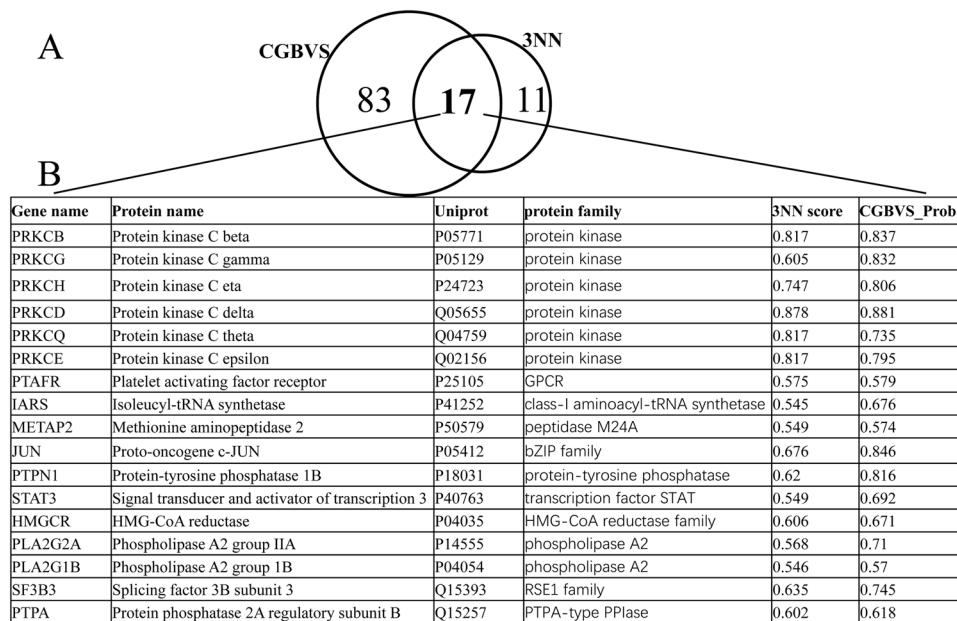 A
CGBVS
3NN
83
17
11
B
Gene name Protein name Uniprot protein family 3NN score CGBVS_Prob
PRKCB Protein kinase C beta P05771 protein kinase 0.817 0.837
PRKCG Protein kinase C gamma P05129 protein kinase 0.605 0.832
PRKCH Protein kinase C eta P24723 protein kinase 0.747 0.806
PRKCD Protein kinase C delta Q05655 protein kinase 0.878 0.881
PRKCQ Protein kinase C theta Q04759 protein kinase 0.817 0.735
PRKCE Protein kinase C epsilon Q02156 protein kinase 0.817 0.795
PTAFR Platelet activating factor receptor P25105 GPCR 0.575 0.579
IARS Isoleucyl-tRNA synthetase P41252 class-I aminoacyl-tRNA synthetase 0.545 0.676
METAP2 Methionine aminopeptidase 2 P50579 peptidase M24A 0.549 0.574
JUN Proto-oncogene c-JUN P05412 bZIP family 0.676 0.846
PTPN1 Protein-tyrosine phosphatase 1B P18031 protein-tyrosine phosphatase 0.62 0.816
STAT3 Signal transducer and activator of transcription 3 P40763 transcription factor STAT 0.549 0.692
HMGCR HMG-CoA reductase P04035 HMG-CoA reductase family 0.606 0.671
PLA2G2A Phospholipase A2 group IIA P14555 phospholipase A2 0.568 0.71
PLA2G1B Phospholipase A2 group 1B P04054 phospholipase A2 0.546 0.57
SF3B3 Splicing factor 3B subunit 3 Q15393 RSE1 family 0.635 0.745
PTPA Protein phosphatase 2A regulatory subunit B Q15257 PTPA-type PPIase 0.602 0.618